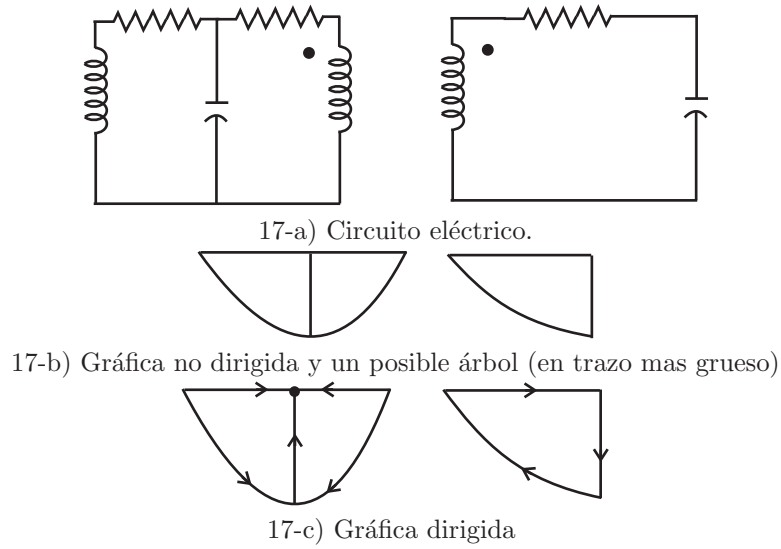 17-a) Circuito eléctrico.
17-b) Gráfica no dirigida y un posible árbol (en trazo mas grueso)
17-c) Gráfica dirigida